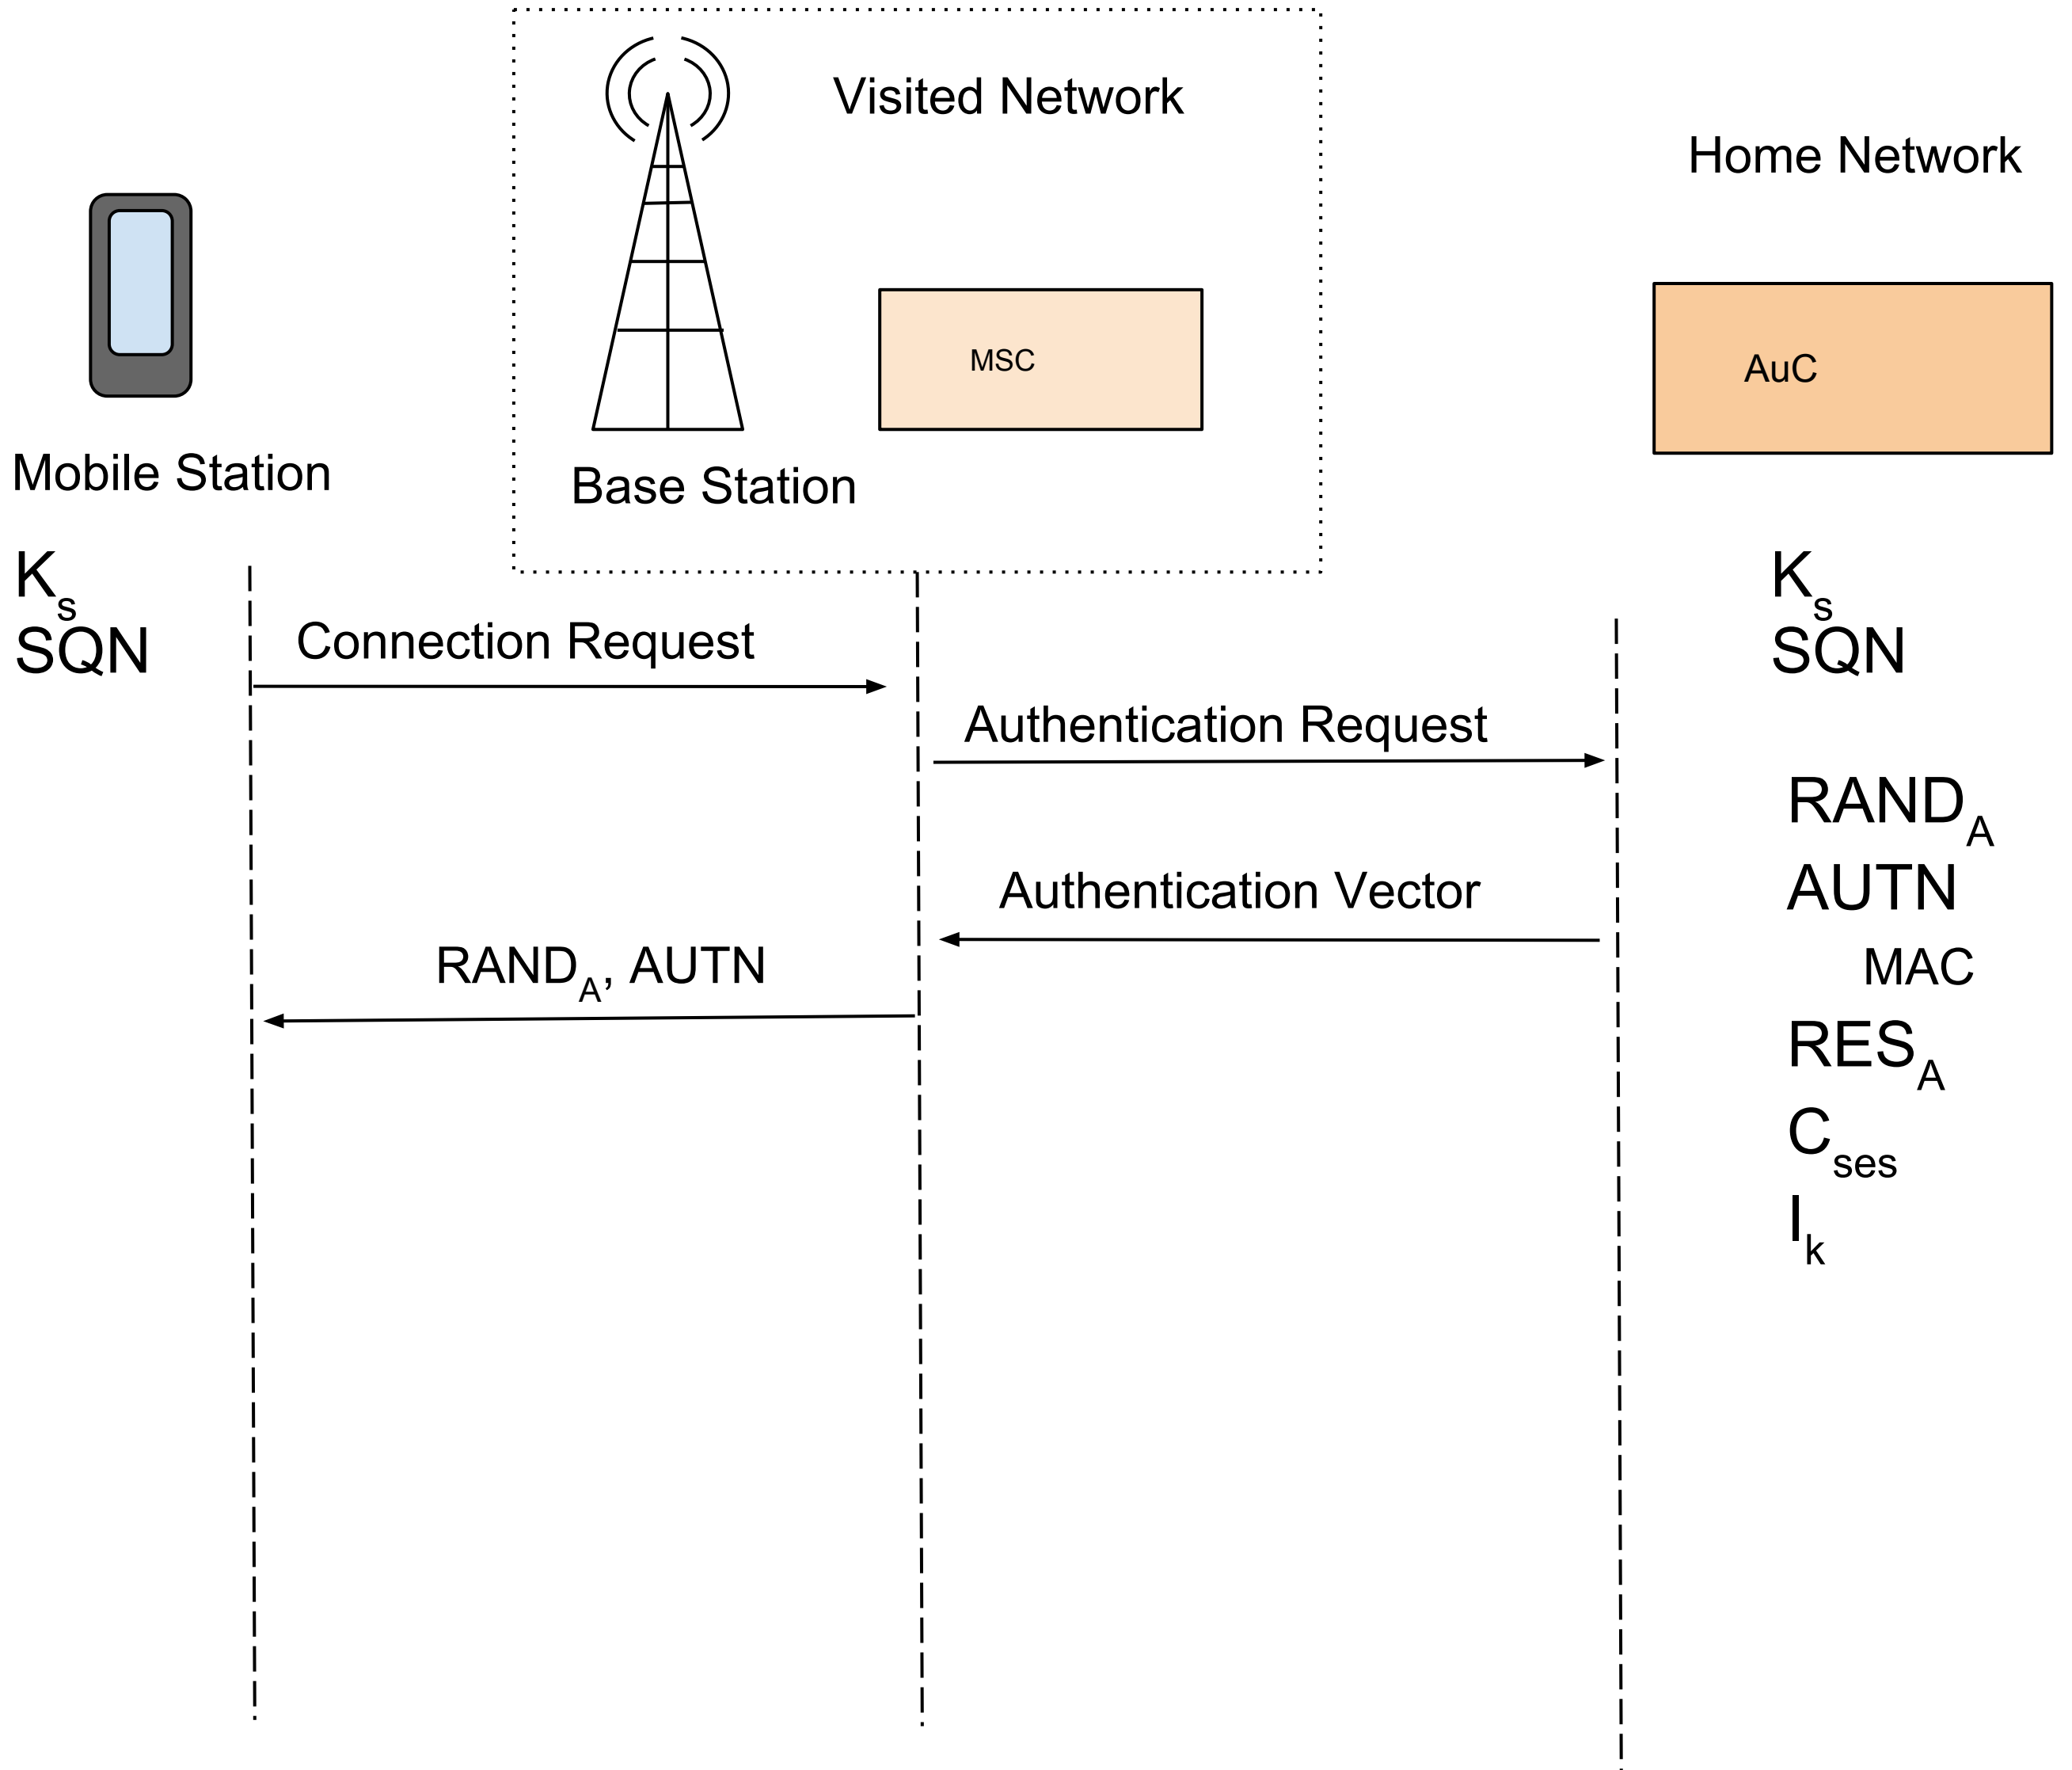 Visited Network
Home Network
MSC
AuC
Mobile Station
Base Station
Ks
SQN
Ks
SQN
Connection Request
Authentication Request
RANDA
AUTN
Authentication Vector
MAC
RANDA, AUTN
RESA
Cses
Ik